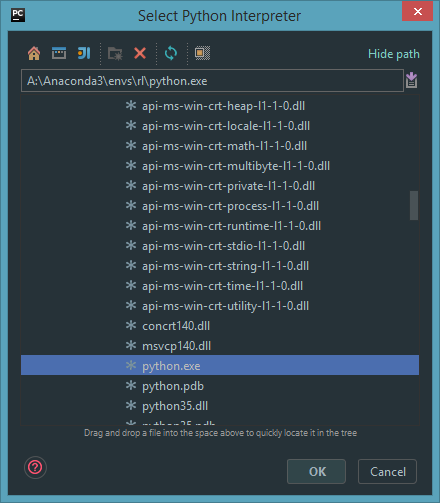 PC
Select Python Interpreter
Hide path
A:\Anaconda3\envs\rl\python.exe
api-ms-win-crt-heap-l1-1-0.dll
api-ms-win-crt-locale-l1-1-0.dll
api-ms-win-crt-math-l1-1-0.dll
api-ms-win-crt-multibyte-l1-1-0.dll
api-ms-win-crt-private-l1-1-0.dll
api-ms-win-crt-process-l1-1-0.dll
api-ms-win-crt-runtime-l1-1-0.dll
api-ms-win-crt-stdio-l1-1-0.dll
api-ms-win-crt-string-l1-1-0.dll
api-ms-win-crt-time-l1-1-0.dll
api-ms-win-crt-utility-l1-1-0.dll
concrt140.dll
msvcp140.dll
python.exe
python.pdb
python35.dll
python35.pdb
Drag and drop a file into the space above to quickly locate it in the tree
?
OK
Cancel